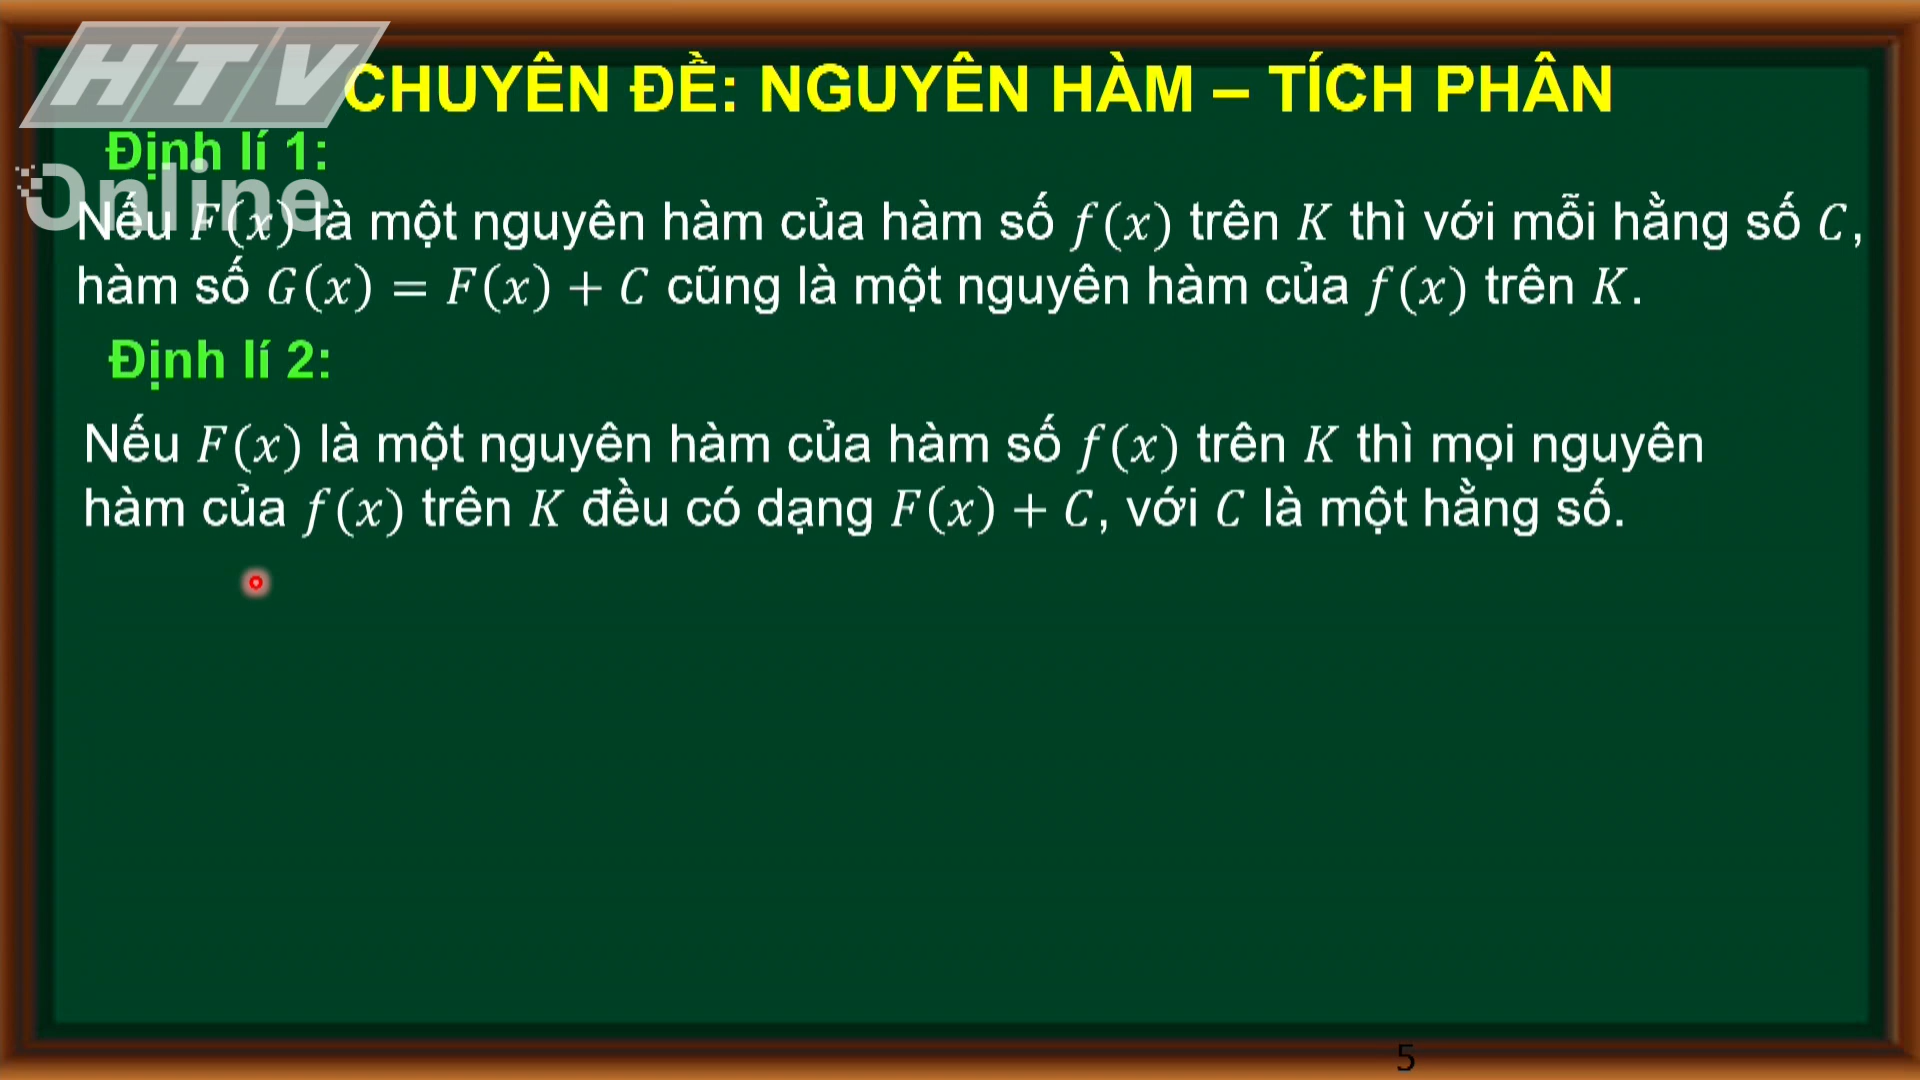 HTV
Online
CHUYÊN ĐỀ: NGUYÊN HÀM – TÍCH PHÂN
Định lí 1:
Nếu F(x) là một nguyên hàm của hàm số f(x) trên K thì với mỗi hằng số C,
hàm số G(x) = F(x) + C cũng là một nguyên hàm của f(x) trên K.
Định lí 2:
Nếu F(x) là một nguyên hàm của hàm số f(x) trên K thì mọi nguyên
hàm của f(x) trên K đều có dạng F(x) + C, với C là một hằng số.
5